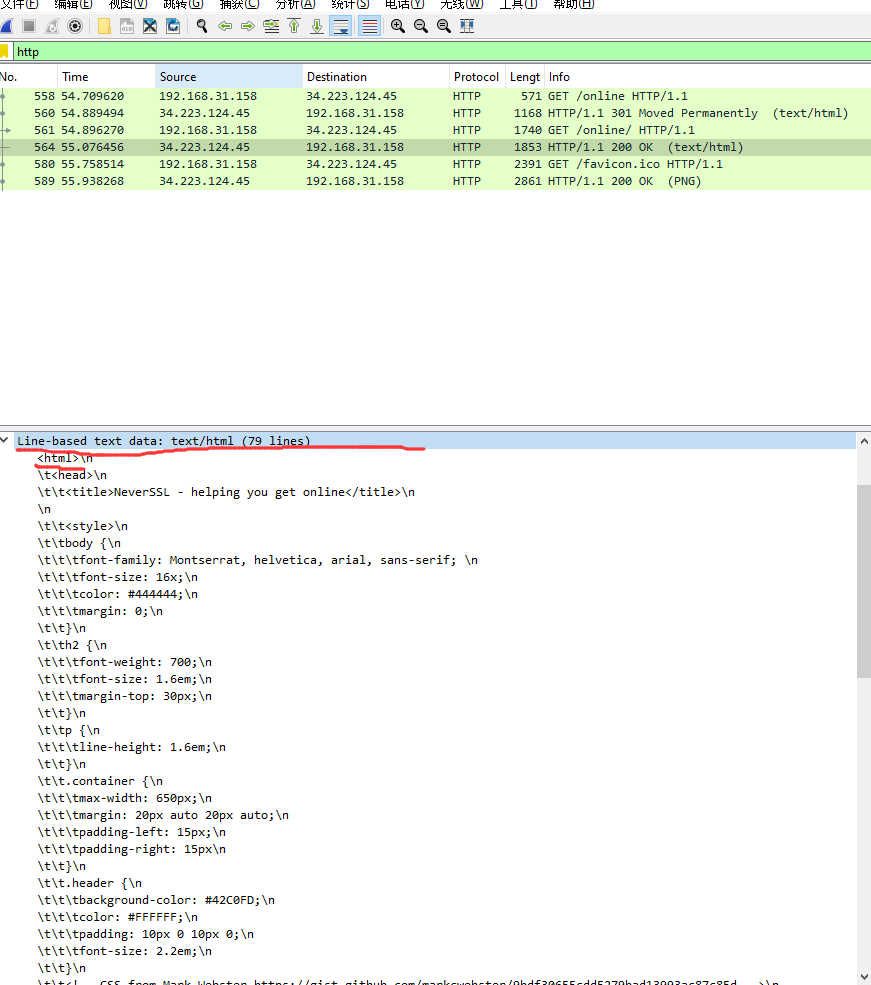 文件(F) 编辑(E) 视图(V) 跳转(G) 捕获(C) 分析(A) 统计(S) 电话(Y) 无线(W) 工具(T) 帮助(H)
http
No. Time Source Destination Protocol Lengt Info
558 54.709620 192.168.31.158 34.223.124.45 HTTP 571 GET /online HTTP/1.1
560 54.889494 34.223.124.45 192.168.31.158 HTTP 1168 HTTP/1.1 301 Moved Permanently (text/html)
561 54.896270 192.168.31.158 34.223.124.45 HTTP 1740 GET /online/ HTTP/1.1
564 55.076456 34.223.124.45 192.168.31.158 HTTP 1853 HTTP/1.1 200 OK (text/html)
580 55.758514 192.168.31.158 34.223.124.45 HTTP 2391 GET /favicon.ico HTTP/1.1
589 55.938268 34.223.124.45 192.168.31.158 HTTP 2861 HTTP/1.1 200 OK (PNG)
Line-based text data: text/html (79 lines)
<html>\n
\t<head>\n
\t\t<title>NeverSSL - helping you get online</title>\n
\n
\t\t<style>\n
\t\tbody {\n
\t\t\tfont-family: Montserrat, helvetica, arial, sans-serif; \n
\t\t\tfont-size: 16x;\n
\t\t\tcolor: #444444;\n
\t\t\tmargin: 0;\n
\t\t}\n
\t\th2 {\n
\t\t\tfont-weight: 700;\n
\t\t\tfont-size: 1.6em;\n
\t\t\tmargin-top: 30px;\n
\t\t}\n
\t\tp {\n
\t\t\tline-height: 1.6em;\n
\t\t}\n
\t\t.container {\n
\t\t\tmax-width: 650px;\n
\t\t\tmargin: 20px auto 20px auto;\n
\t\t\tpadding-left: 15px;\n
\t\t\tpadding-right: 15px\n
\t\t}\n
\t\t.header {\n
\t\t\tbackground-color: #42C0FD;\n
\t\t\tcolor: #FFFFFF;\n
\t\t\tpadding: 10px 0 10px 0;\n
\t\t\tfont-size: 2.2em;\n
\t\t}\n
CSS from Mark Webster